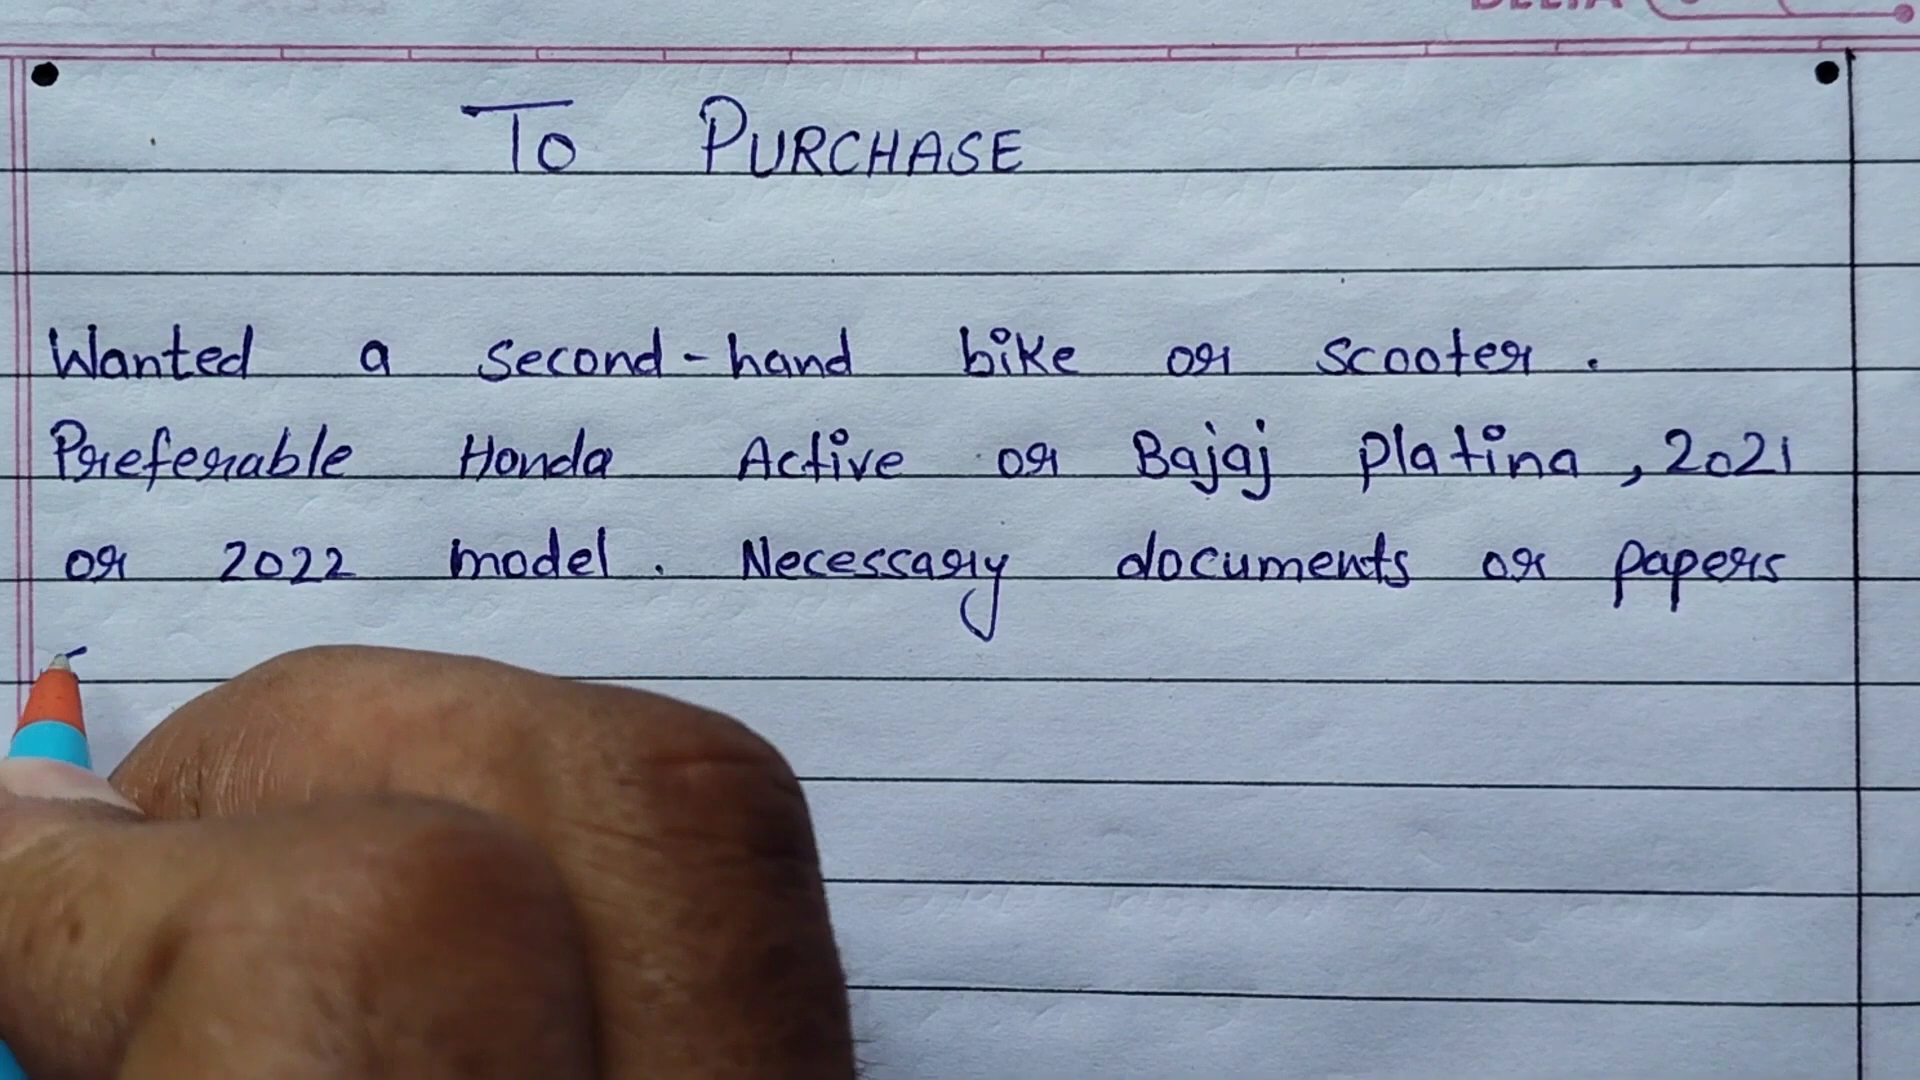 To PURCHASE
Wanted a second-hand bike or scooter.
Preferable Honda Active or Bajaj Platina, 2021
or 2022 model. Necessary documents or papers